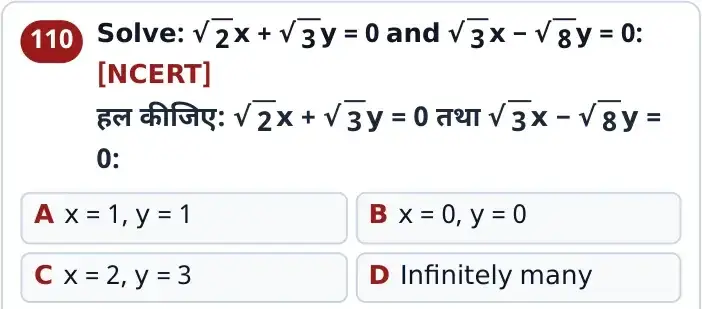 110 Solve: √2x + √3y = 0 and √3x − √8y = 0:
[NCERT]
हल कीजिए: √2x + √3y = 0 तथा √3x − √8y =
0:
A x = 1, y = 1
B x = 0, y = 0
C x = 2, y = 3
D Infinitely many